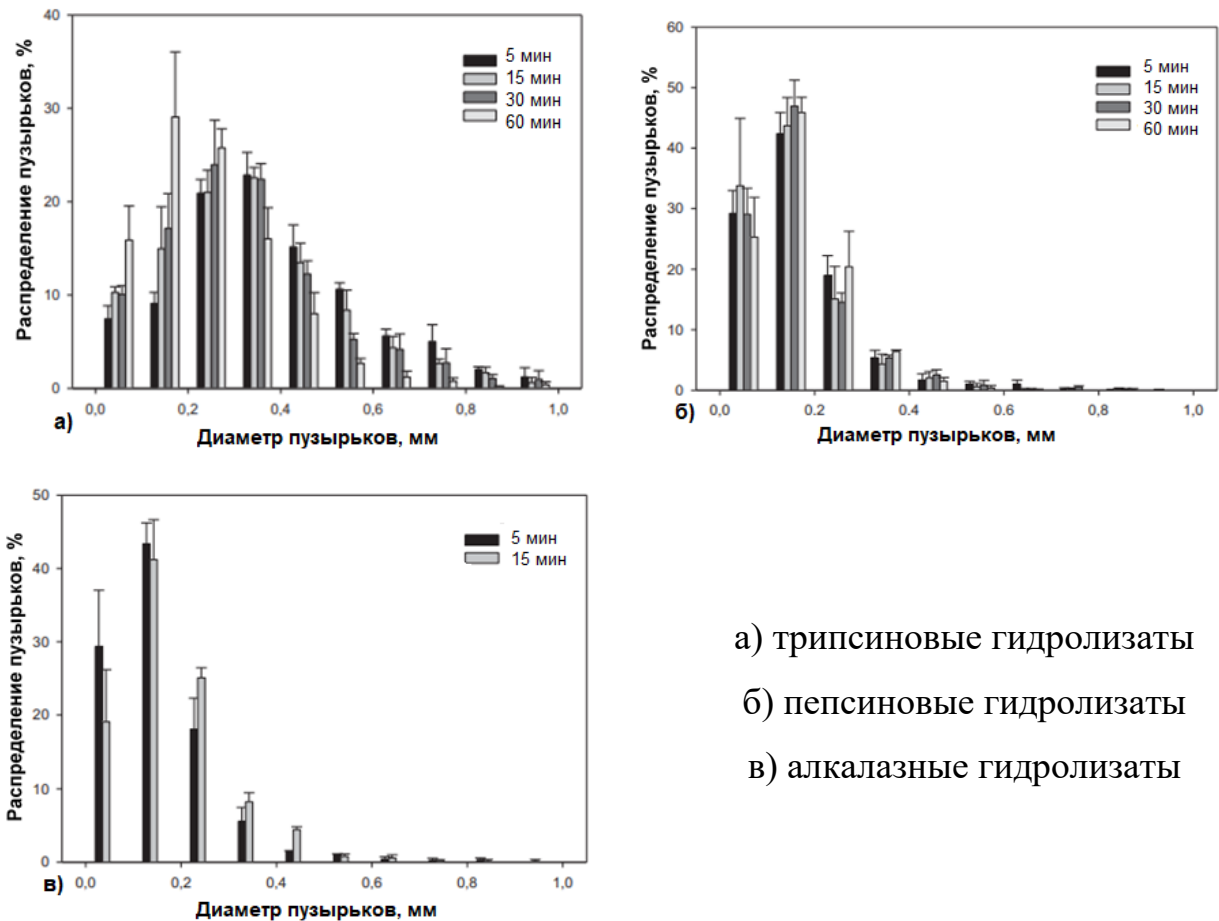 Распределение пузырьков, %
40
30
20
10
0
5 мин
15 мин
30 мин
60 мин
0,0
0,2
0,4
0,6
0,8
1,0
а)
Диаметр пузырьков, мм
Распределение пузырьков, %
60
50
40
30
20
10
0
5 мин
15 мин
30 мин
60 мин
0,0
0.2
0.4
0.6
0.8
1,0
б)
Диаметр пузырьков, мм
Распределение пузырьков, %
50
40
30
20
10
0
5 мин
15 мин
0,0
0,2
0,4
0,6
0,8
1,0
в)
Диаметр пузырьков, мм
а) трипсиновые гидролизаты
б) пепсиновые гидролизаты
в) алкалазные гидролизаты